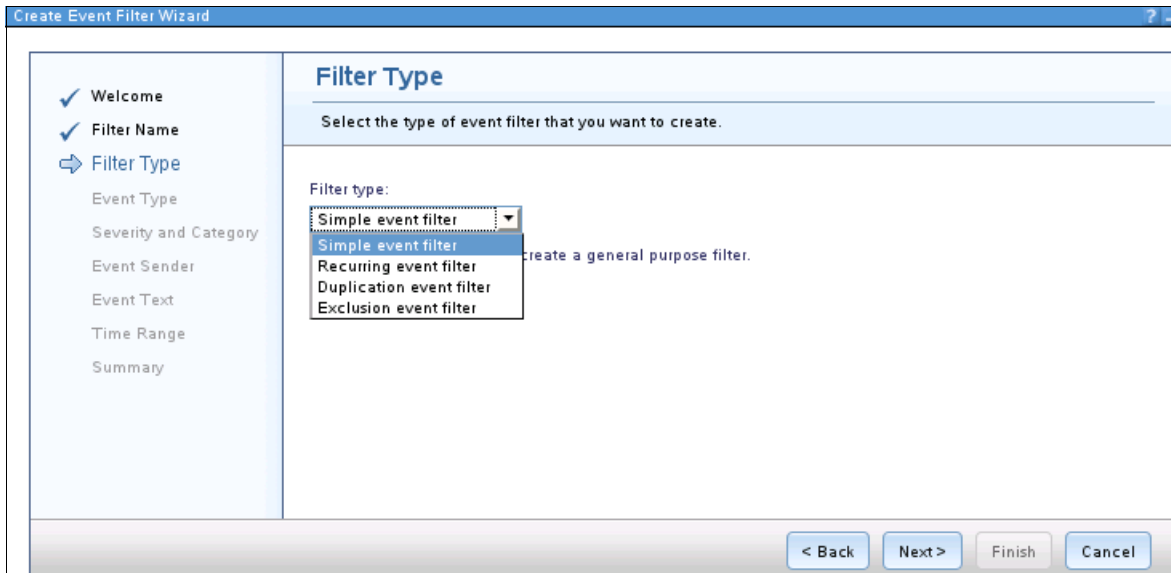 Create Event Filter Wizard
?
Welcome
Filter Name
Filter Type
Event Type
Severity and Category
Event Sender
Event Text
Time Range
Summary
Filter Type
Select the type of event filter that you want to create.
Filter type:
Simple event filter
Simple event filter
Recurring event filter
Duplication event filter
Exclusion event filter
create a general purpose filter.
< Back
Next >
Finish
Cancel